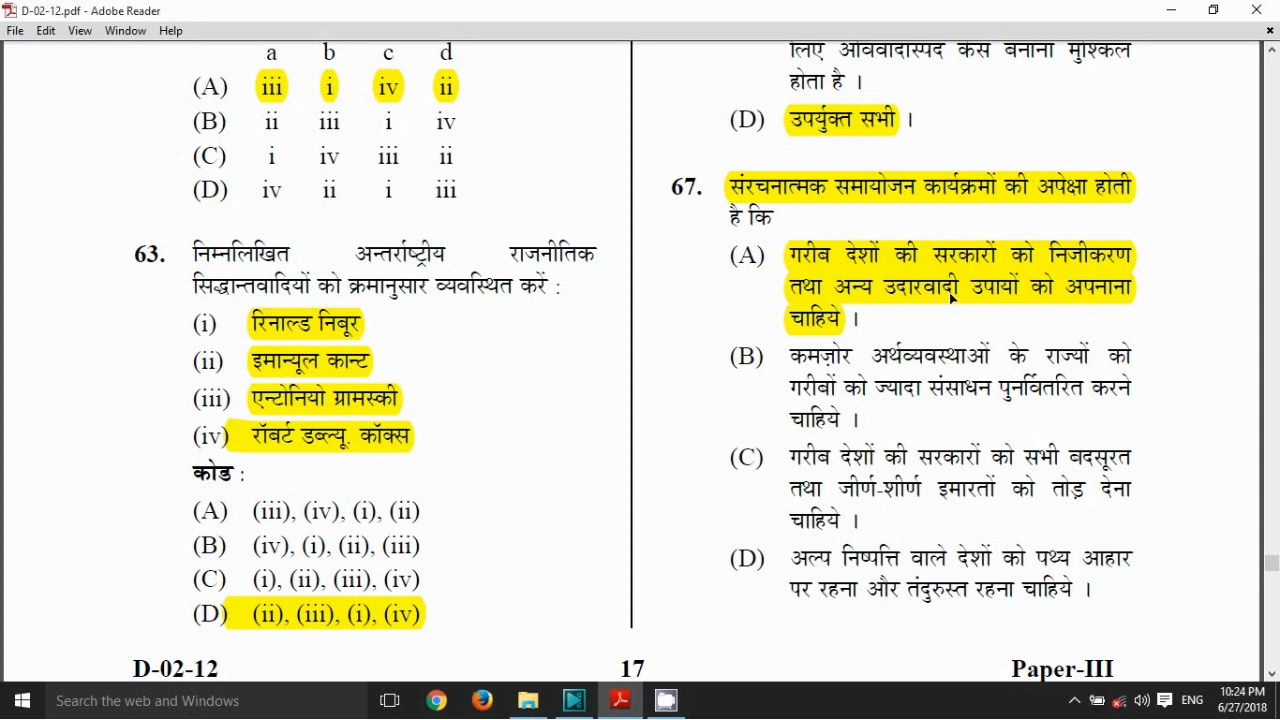 D-02-12.pdf - Adobe Reader
File Edit View Window Help
a b c d
(A) iii i iv ii
(B) ii iii i iv
(C) i iv iii ii
(D) iv ii i iii
63. निम्नलिखित अन्तर्राष्ट्रीय राजनीतिक
सिद्धान्तवादियों को क्रमानुसार व्यवस्थित करें :
(i) रिनाल्ड निबूर
(ii) इमान्यूल कान्ट
(iii) एन्टोनियो ग्रामस्की
(iv) रॉबर्ट डब्ल्यू. कॉक्स
कोड :
(A) (iii), (iv), (i), (ii)
(B) (iv), (i), (ii), (iii)
(C) (i), (ii), (iii), (iv)
(D) (ii), (iii), (i), (iv)
लिए अविवादास्पद केस बनाना मुश्किल
होता है ।
(D) उपर्युक्त सभी ।
67. संरचनात्मक समायोजन कार्यक्रमों की अपेक्षा होती
है कि
(A) गरीब देशों की सरकारों को निजीकरण
तथा अन्य उदारवादी उपायों को अपनाना
चाहिये ।
(B) कमज़ोर अर्थव्यवस्थाओं के राज्यों को
गरीबों को ज्यादा संसाधन पुनर्वितरित करने
चाहिये ।
(C) गरीब देशों की सरकारों को सभी बदसूरत
तथा जीर्ण-शीर्ण इमारतों को तोड़ देना
चाहिये ।
(D) अल्प निष्पत्ति वाले देशों को पथ्य आहार
पर रहना और तंदुरुस्त रहना चाहिये ।
D-02-12 17 Paper-III
Search the web and Windows
ENG
10:24 PM
6/27/2018